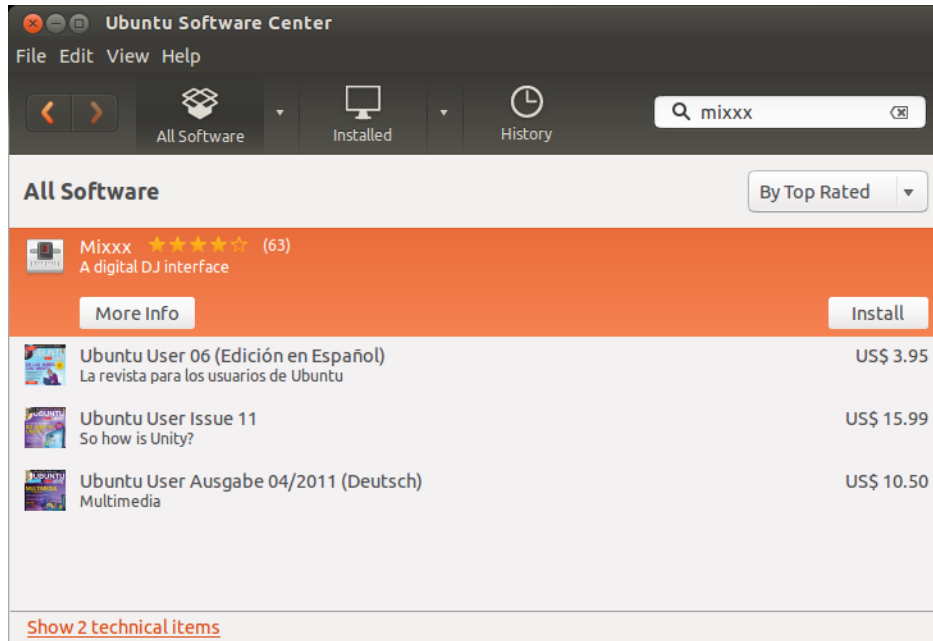 Ubuntu Software Center
File Edit View Help
All Software
Installed
History
mixxx
All Software
By Top Rated
Mixxx (63)
A digital DJ interface
More Info
Install
Ubuntu User 06 (Edición en Español)
US$ 3.95
La revista para los usuarios de Ubuntu
Ubuntu User Issue 11
US$ 15.99
So how is Unity?
Ubuntu User Ausgabe 04/2011 (Deutsch)
US$ 10.50
Multimedia
Show 2 technical items